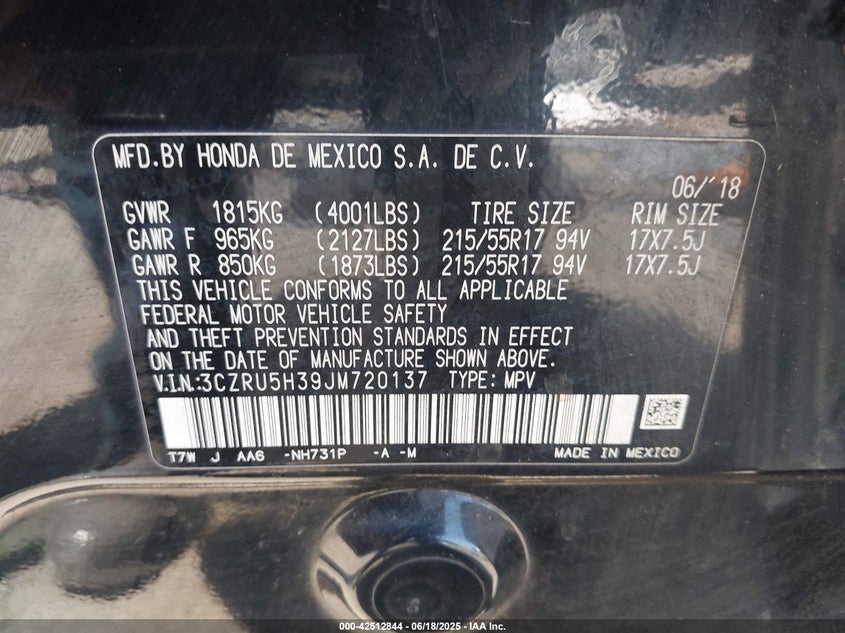 MFD.BY HONDA DE MEXICO S.A. DE C.V.
06/'18
GVWR 1815KG (4001LBS) TIRE SIZE RIM SIZE
GAWR F 965KG (2127LBS) 215/55R17 94V 17X7.5J
GAWR R 850KG (1873LBS) 215/55R17 94V 17X7.5J
THIS VEHICLE CONFORMS TO ALL APPLICABLE
FEDERAL MOTOR VEHICLE SAFETY
AND THEFT PREVENTION STANDARDS IN EFFECT
ON THE DATE OF MANUFACTURE SHOWN ABOVE.
V.I.N.:3CZRU5H39JM720137 TYPE: MPV
T7W J AA6 -NH731P -A -M MADE IN MEXICO
000-42512844 - 06/18/2025 - IAA Inc.